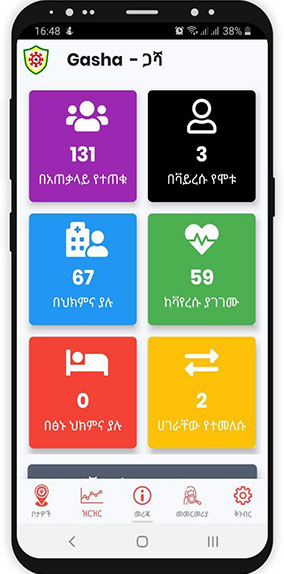 16:48 38%
Gasha - ጋሻ
131 3
በአጠቃላይ የተጠቁ በቫይረሱ የሞቱ
67 59
በህክምና ያሉ ከቫየረሱ ያገገሙ
0 2
በፅኑ ህክምና ያሉ ሀገራቸው የተመለሱ
ቦታዎች ዝርዝር መረጃ መመርመሪያ ቅንብር